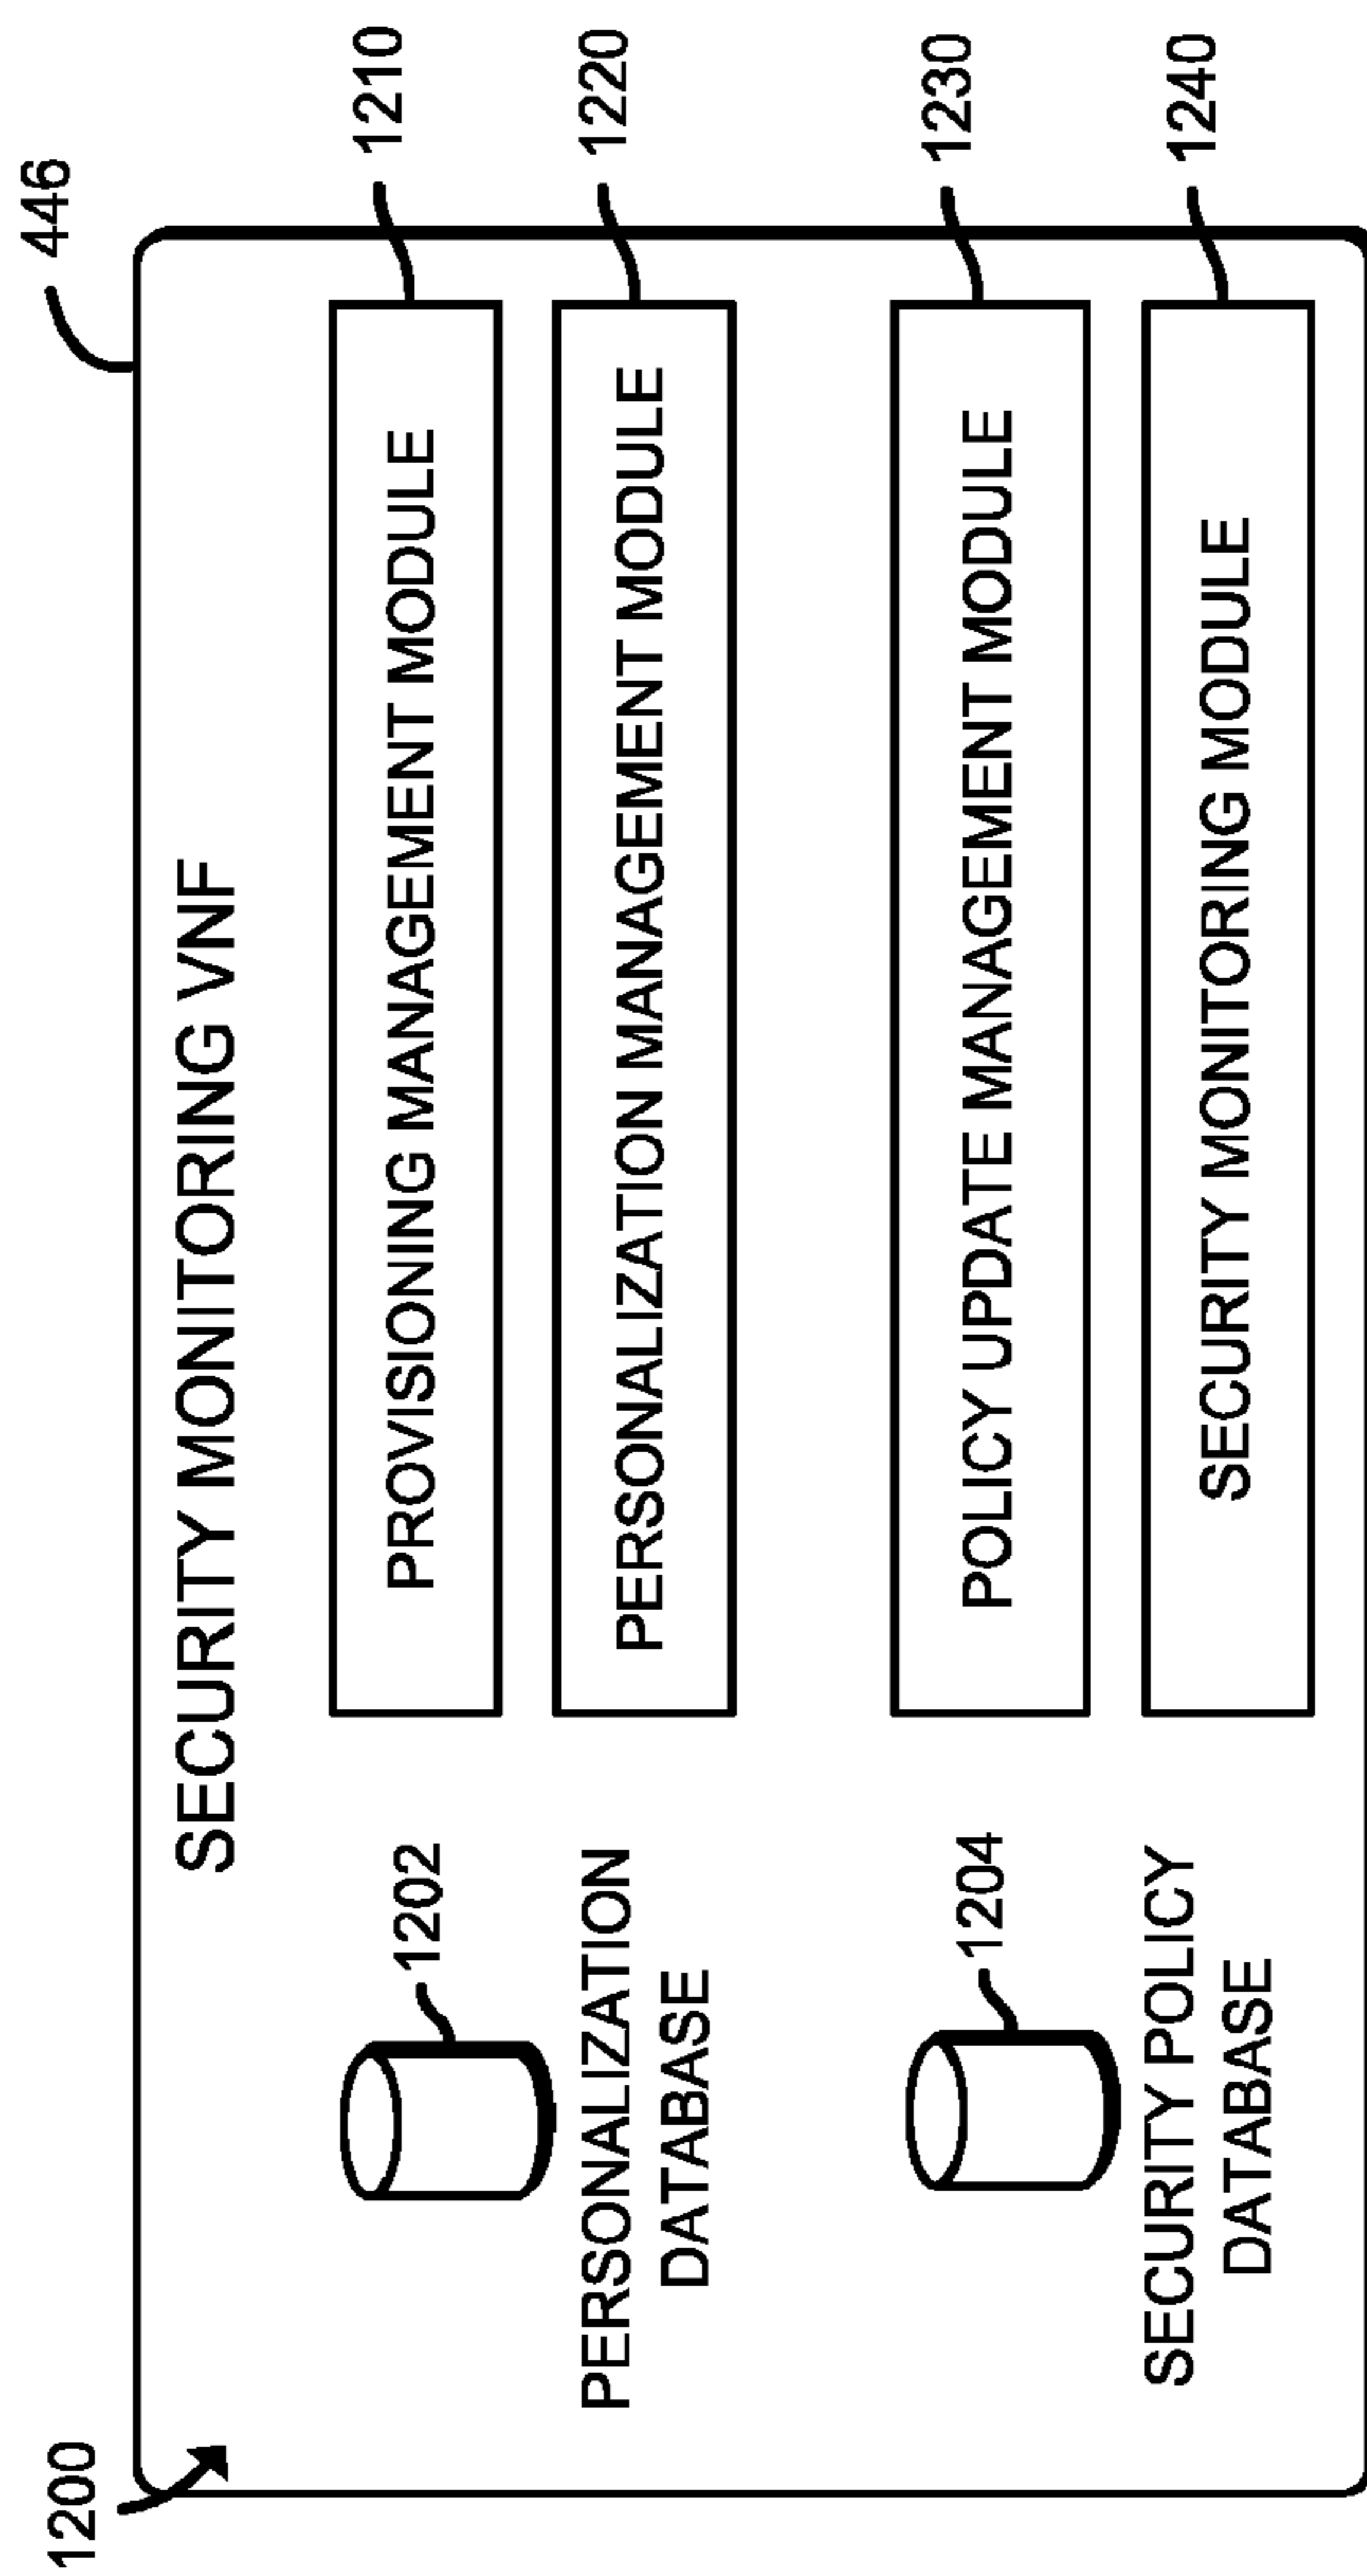 1200
446
SECURITY MONITORING VNF
1202
PERSONALIZATION
DATABASE
PROVISIONING MANAGEMENT MODULE
1210
PERSONALIZATION MANAGEMENT MODULE
1220
1204
SECURITY POLICY
DATABASE
POLICY UPDATE MANAGEMENT MODULE
1230
SECURITY MONITORING MODULE
1240